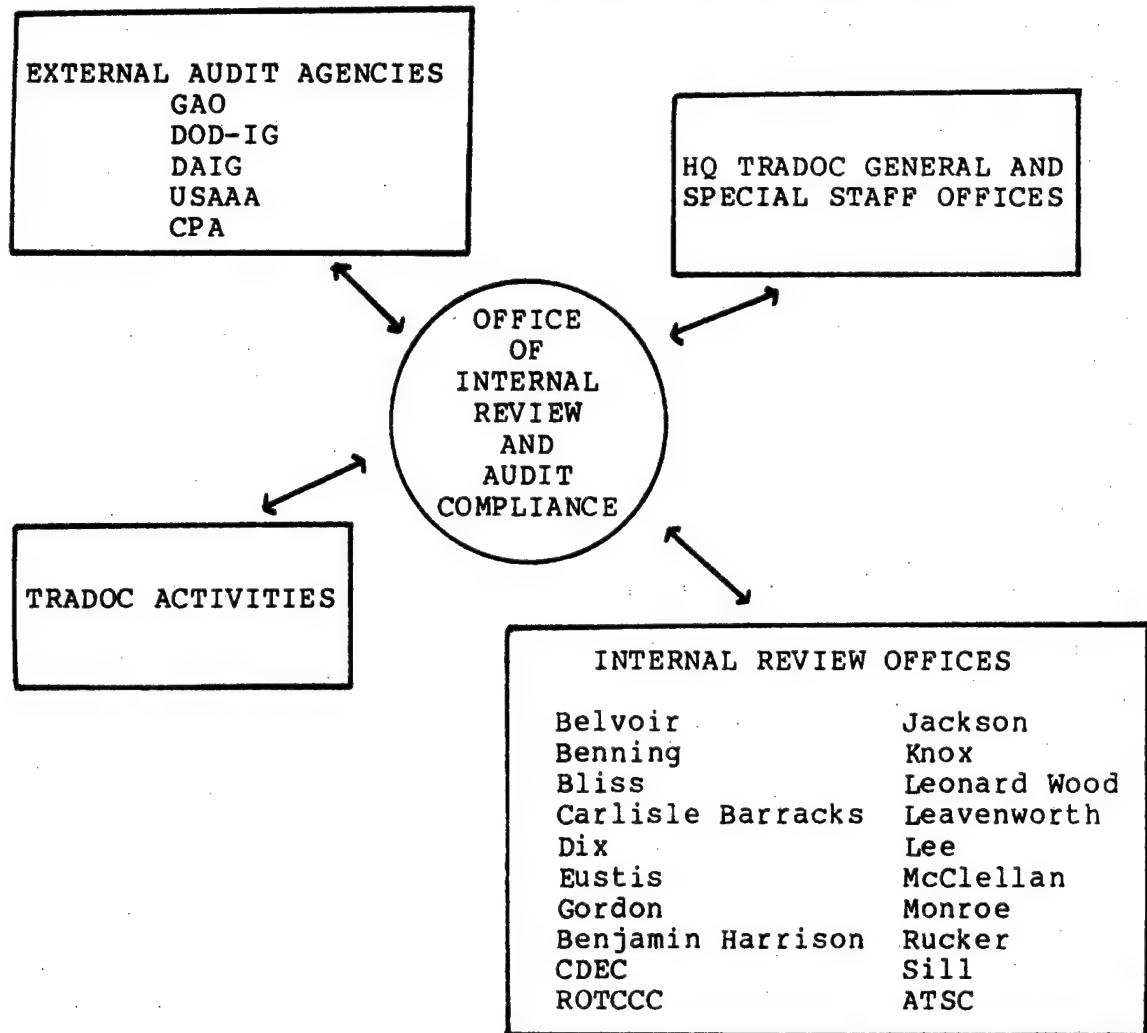 EXTERNAL AUDIT AGENCIES
GAO
DOD-IG
DAIG
USAAA
CPA
HQ TRADOC GENERAL AND
SPECIAL STAFF OFFICES
OFFICE
OF
INTERNAL
REVIEW
AND
AUDIT
COMPLIANCE
TRADOC ACTIVITIES
INTERNAL REVIEW OFFICES
Belvoir Jackson
Benning Knox
Bliss Leonard Wood
Carlisle Barracks Leavenworth
Dix Lee
Eustis McClellan
Gordon Monroe
Benjamin Harrison Rucker
CDEC Sill
ROTCCC ATSC